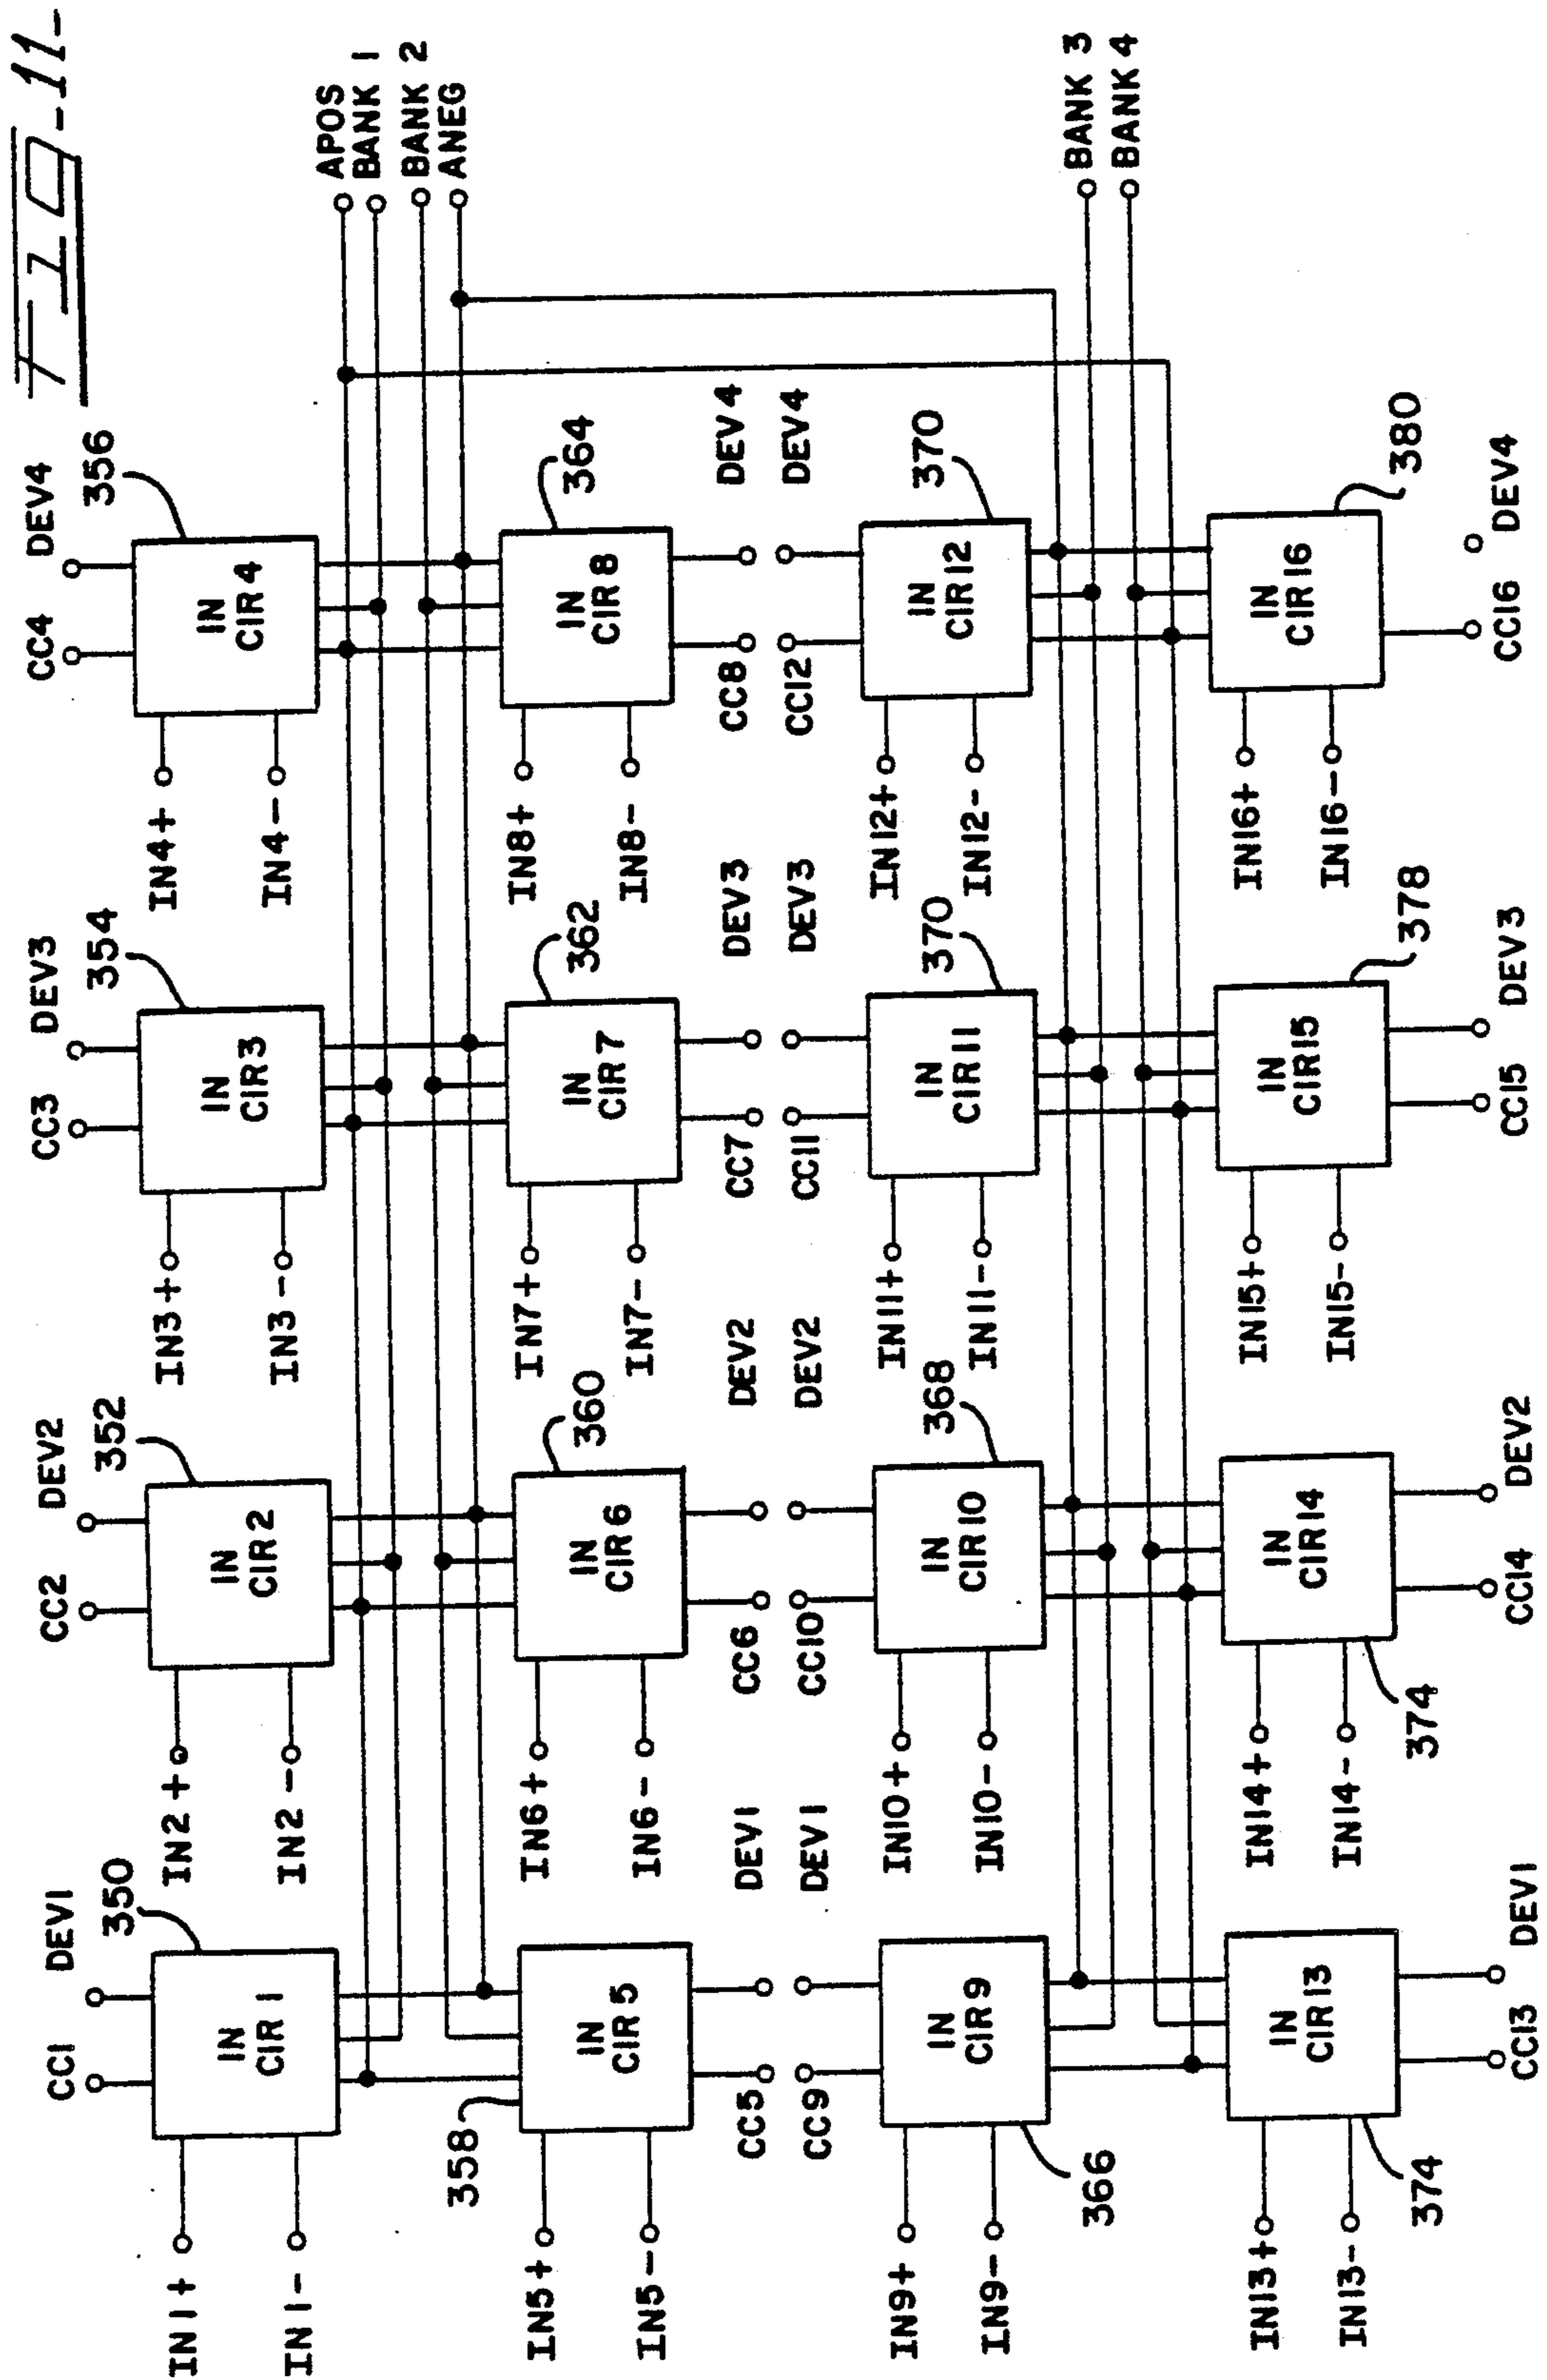 FIG-11-
CC1 DEV1 CC2 DEV2 CC3 DEV3 CC4 DEV4
350 352 354 356
IN1+ IN2+ IN3+ IN4+
IN CIR 1 IN CIR 2 IN CIR 3 IN CIR 4
IN1- IN2- IN3- IN4-
APOS
BANK 1
BANK 2
ANEG
358 360 362 364
IN5+ IN6+ IN7+ IN8+
IN CIR 5 IN CIR 6 IN CIR 7 IN CIR 8
IN5- IN6- IN7- IN8-
CC5 DEV1 CC6 DEV2 CC7 DEV3 CC8 DEV4
CC9 DEV1 CC10 DEV2 CC11 DEV3 CC12 DEV4
368 370 370
IN9+ IN10+ IN11+ IN12+
IN CIR 9 IN CIR 10 IN CIR 11 IN CIR 12
IN9- IN10- IN11- IN12-
366
BANK 3
BANK 4
IN13+ IN14+ IN15+ IN16+
IN CIR 13 IN CIR 14 IN CIR 15 IN CIR 16
IN13- IN14- IN15- IN16-
374 374 378 380
CC13 DEV1 CC14 DEV2 CC15 DEV3 CC16 DEV4